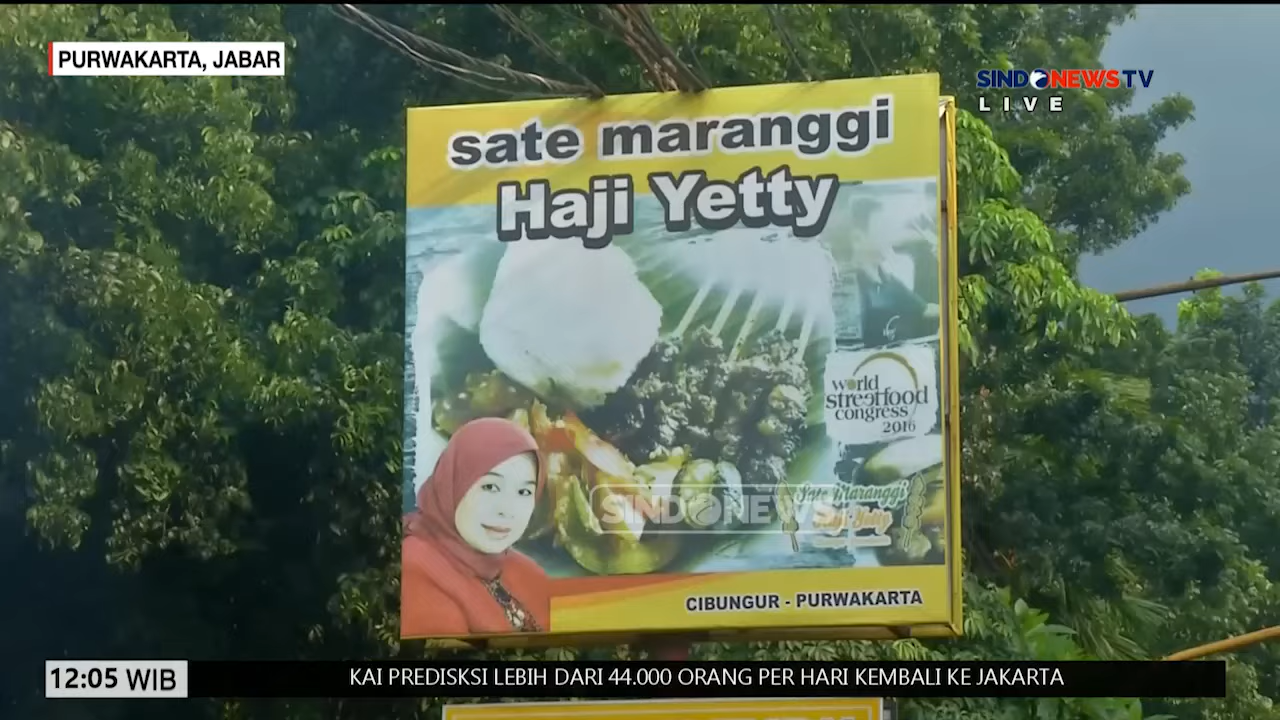 PURWAKARTA, JABAR
SINDONEWS TV
LIVE
sate maranggi
Haji Yetty
world
streetfood
congress
2016
SINDONEWS
Sate Maranggi
Haji Yetty
CIBUNGUR - PURWAKARTA
12:05 WIB
KAI PREDISKSI LEBIH DARI 44.000 ORANG PER HARI KEMBALI KE JAKARTA